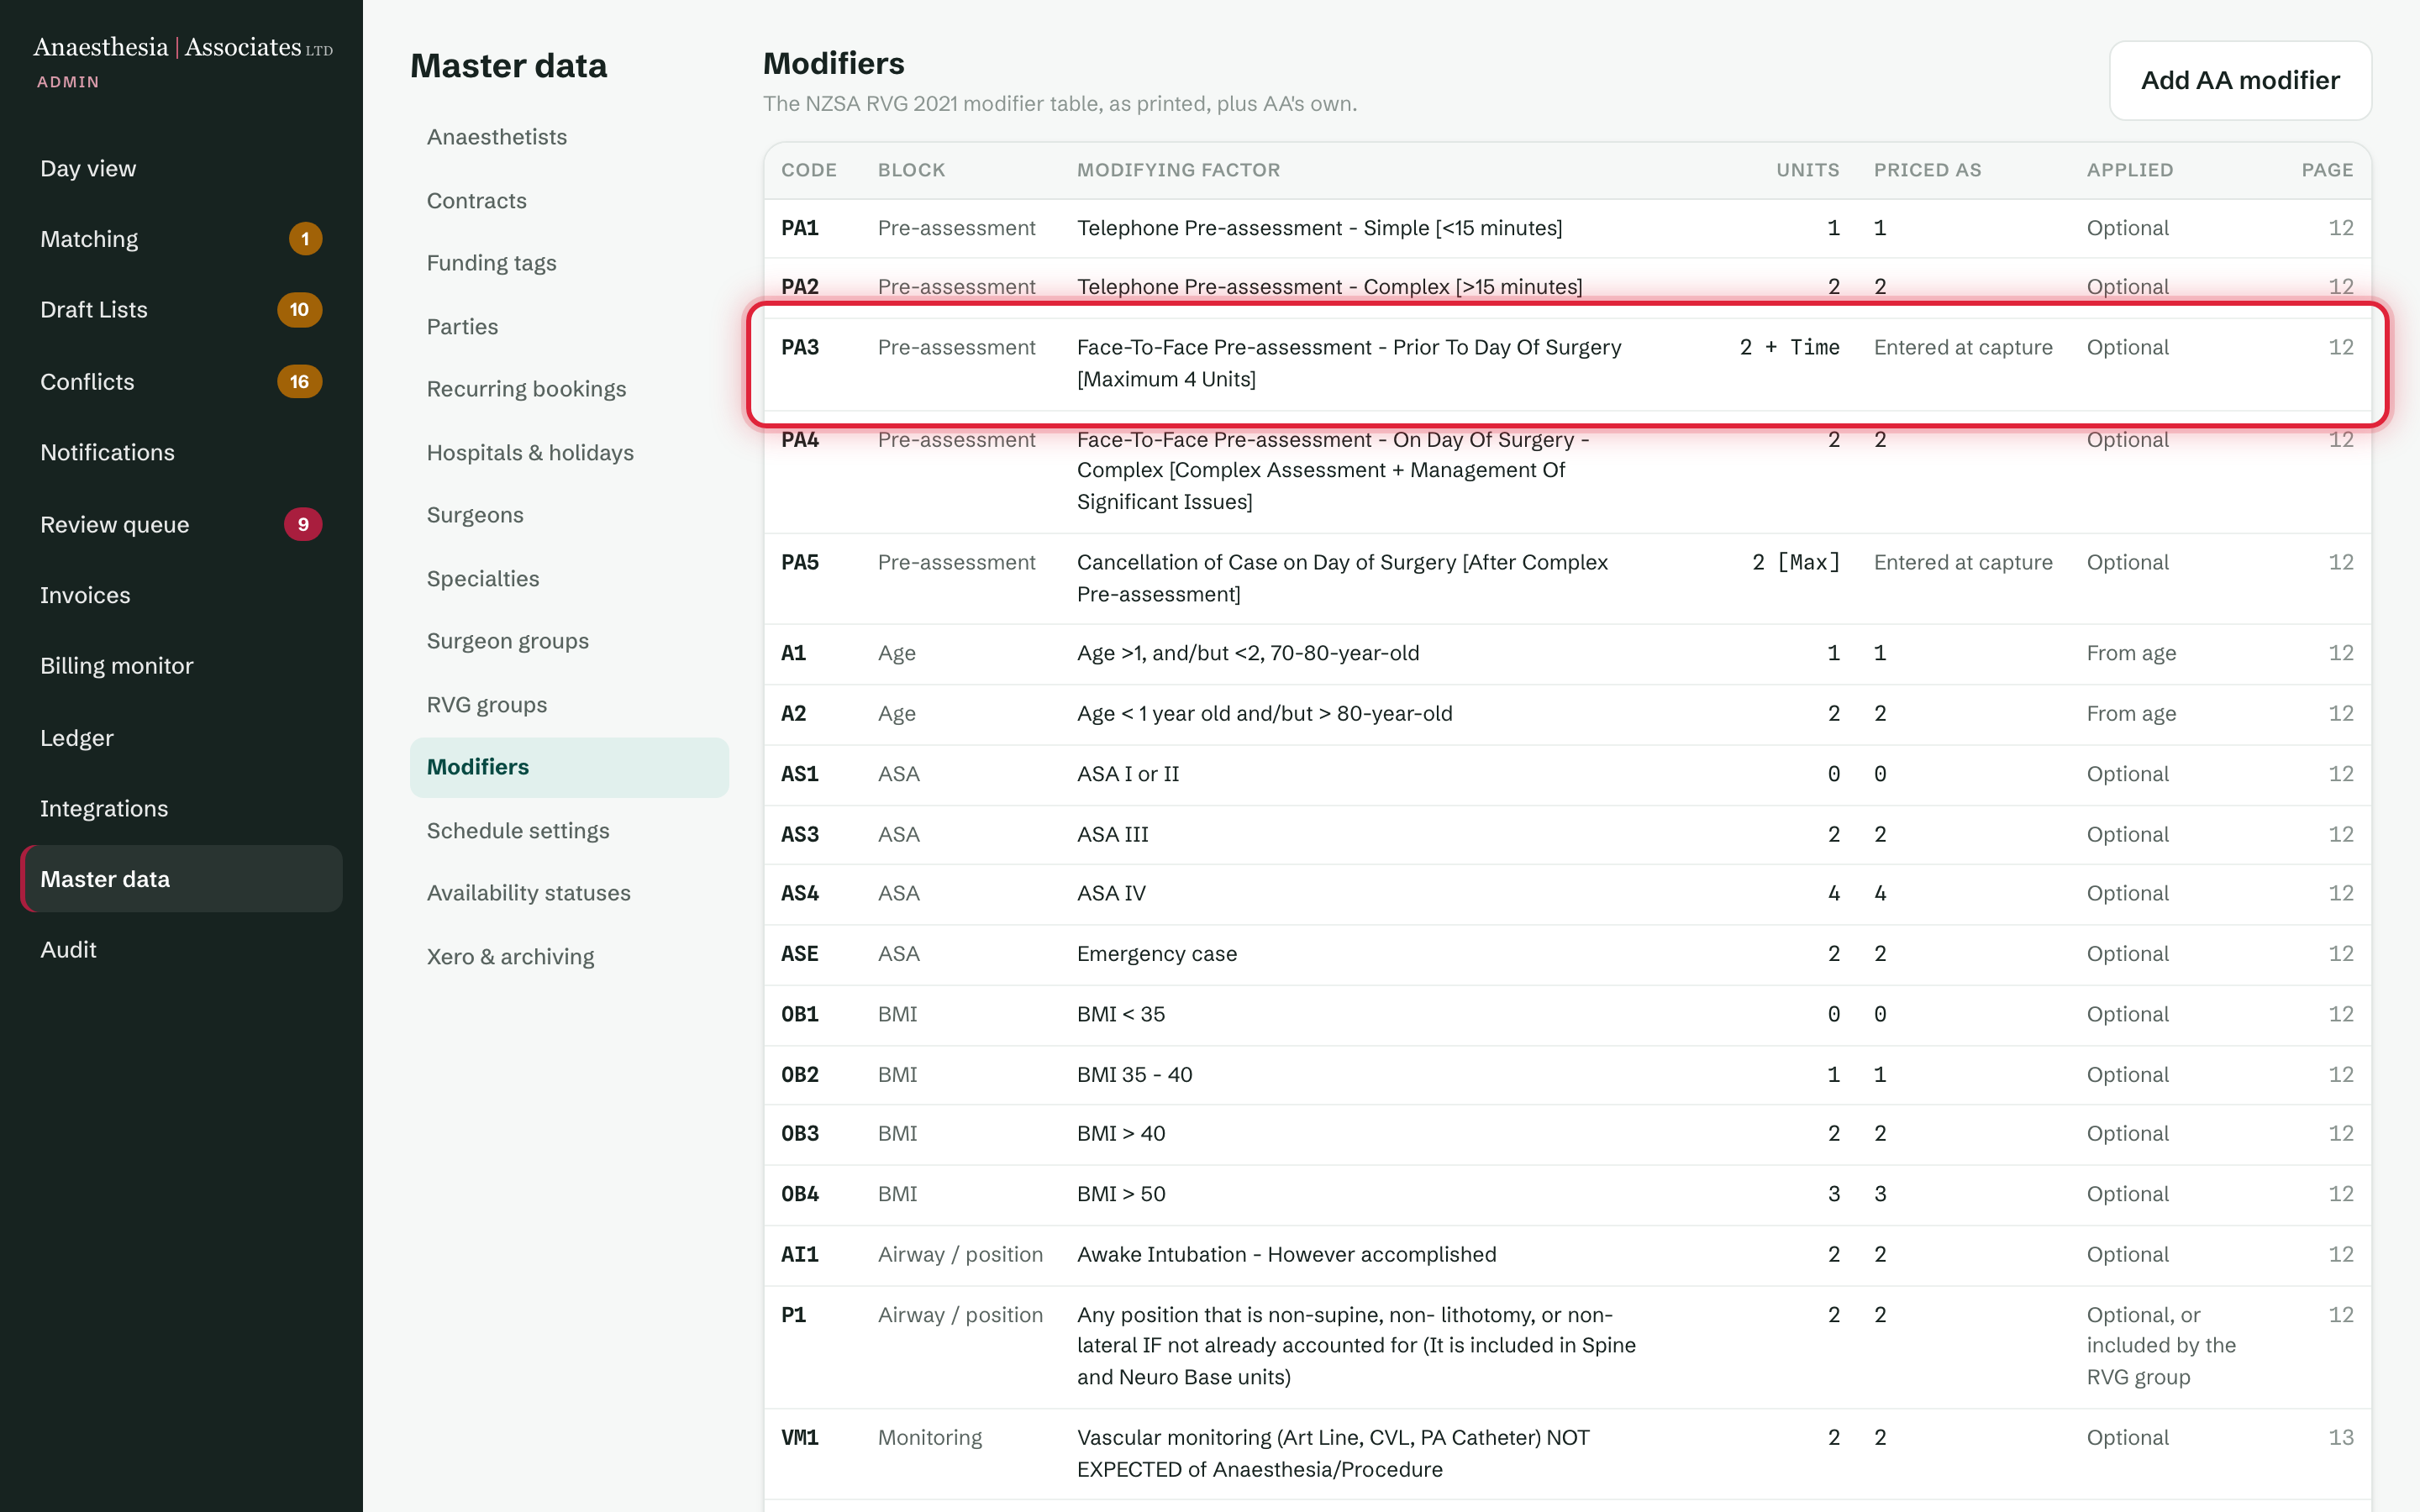 Anaesthesia | Associates LTD
ADMIN
Day view
Matching 1
Draft Lists 10
Conflicts 16
Notifications
Review queue 9
Invoices
Billing monitor
Ledger
Integrations
Master data
Audit
Master data
Anaesthetists
Contracts
Funding tags
Parties
Recurring bookings
Hospitals & holidays
Surgeons
Specialties
Surgeon groups
RVG groups
Modifiers
Schedule settings
Availability statuses
Xero & archiving
Modifiers
The NZSA RVG 2021 modifier table, as printed, plus AA's own.
Add AA modifier
CODE BLOCK MODIFYING FACTOR UNITS PRICED AS APPLIED PAGE
PA1 Pre-assessment Telephone Pre-assessment - Simple [<15 minutes] 1 1 Optional 12
PA2 Pre-assessment Telephone Pre-assessment - Complex [>15 minutes] 2 2 Optional 12
PA3 Pre-assessment Face-To-Face Pre-assessment - Prior To Day Of Surgery 2 + Time Entered at capture Optional 12
[Maximum 4 Units]
PA4 Pre-assessment Face-To-Face Pre-assessment - On Day Of Surgery - 2 2 Optional 12
Complex [Complex Assessment + Management Of
Significant Issues]
PA5 Pre-assessment Cancellation of Case on Day of Surgery [After Complex 2 [Max] Entered at capture Optional 12
Pre-assessment]
A1 Age Age >1, and/but <2, 70-80-year-old 1 1 From age 12
A2 Age Age < 1 year old and/but > 80-year-old 2 2 From age 12
AS1 ASA ASA I or II 0 0 Optional 12
AS3 ASA ASA III 2 2 Optional 12
AS4 ASA ASA IV 4 4 Optional 12
ASE ASA Emergency case 2 2 Optional 12
OB1 BMI BMI < 35 0 0 Optional 12
OB2 BMI BMI 35 - 40 1 1 Optional 12
OB3 BMI BMI > 40 2 2 Optional 12
OB4 BMI BMI > 50 3 3 Optional 12
AI1 Airway / position Awake Intubation - However accomplished 2 2 Optional 12
P1 Airway / position Any position that is non-supine, non- lithotomy, or non- 2 2 Optional, or 12
lateral IF not already accounted for (It is included in Spine included by the
and Neuro Base units) RVG group
VM1 Monitoring Vascular monitoring (Art Line, CVL, PA Catheter) NOT 2 2 Optional 13
EXPECTED of Anaesthesia/Procedure